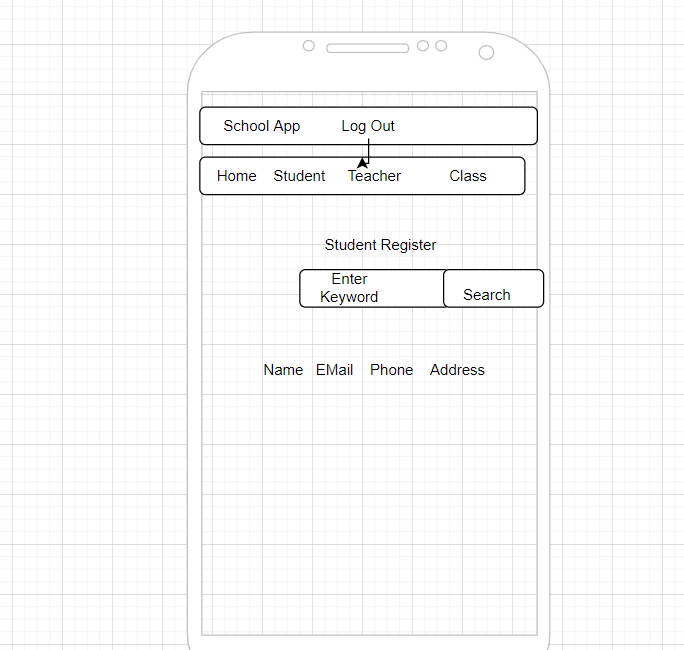 School App Log Out
Home Student Teacher Class
Student Register
Enter
Keyword
Search
Name EMail Phone Address